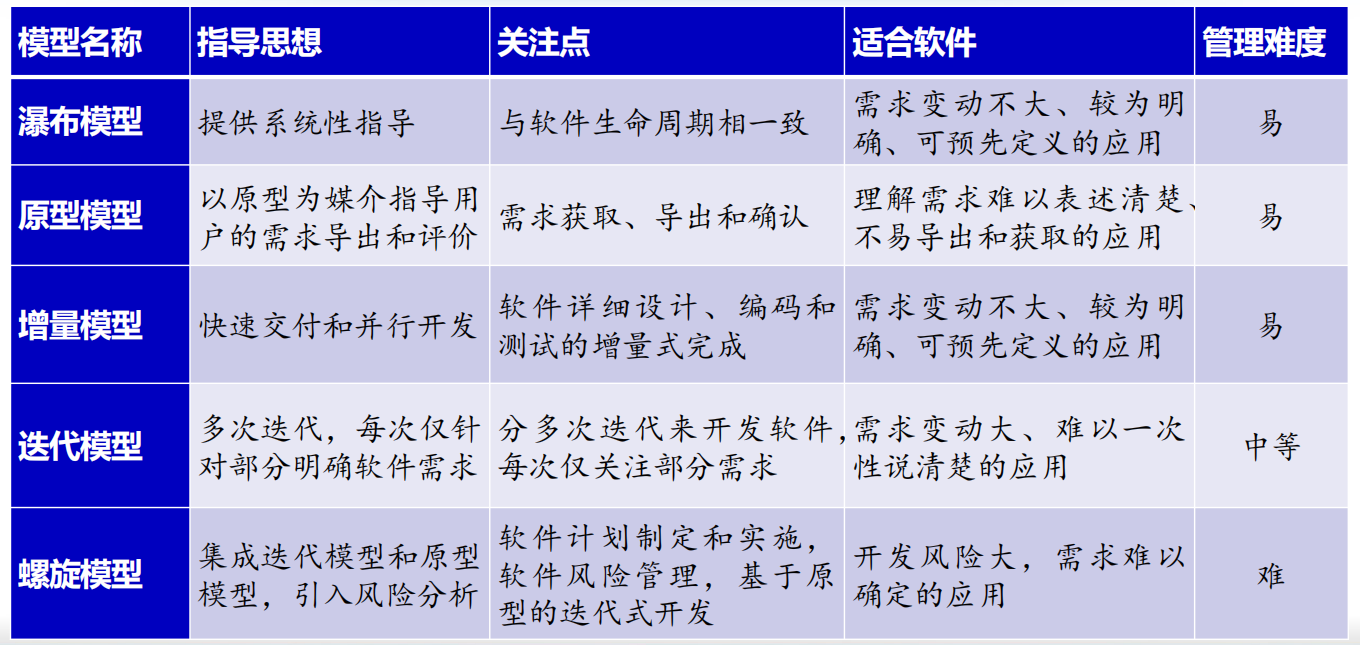 模型名称 指导思想 关注点 适合软件 管理难度
瀑布模型 提供系统性指导 与软件生命周期相一致 需求变动不大、较为明
确、可预先定义的应用 易
原型模型 以原型为媒介指导用
户的需求导出和评价 需求获取、导出和确认 理解需求难以表述清楚、
不易导出和获取的应用 易
增量模型 快速交付和并行开发 软件详细设计、编码和
测试的增量式完成 需求变动不大、较为明
确、可预先定义的应用 易
迭代模型 多次迭代，每次仅针
对部分明确软件需求 分多次迭代来开发软件，
每次仅关注部分需求 需求变动大、难以一次
性说清楚的应用 中等
螺旋模型 集成迭代模型和原型
模型，引入风险分析 软件计划制定和实施，
软件风险管理，基于原
型的迭代式开发 开发风险大，需求难以
确定的应用 难